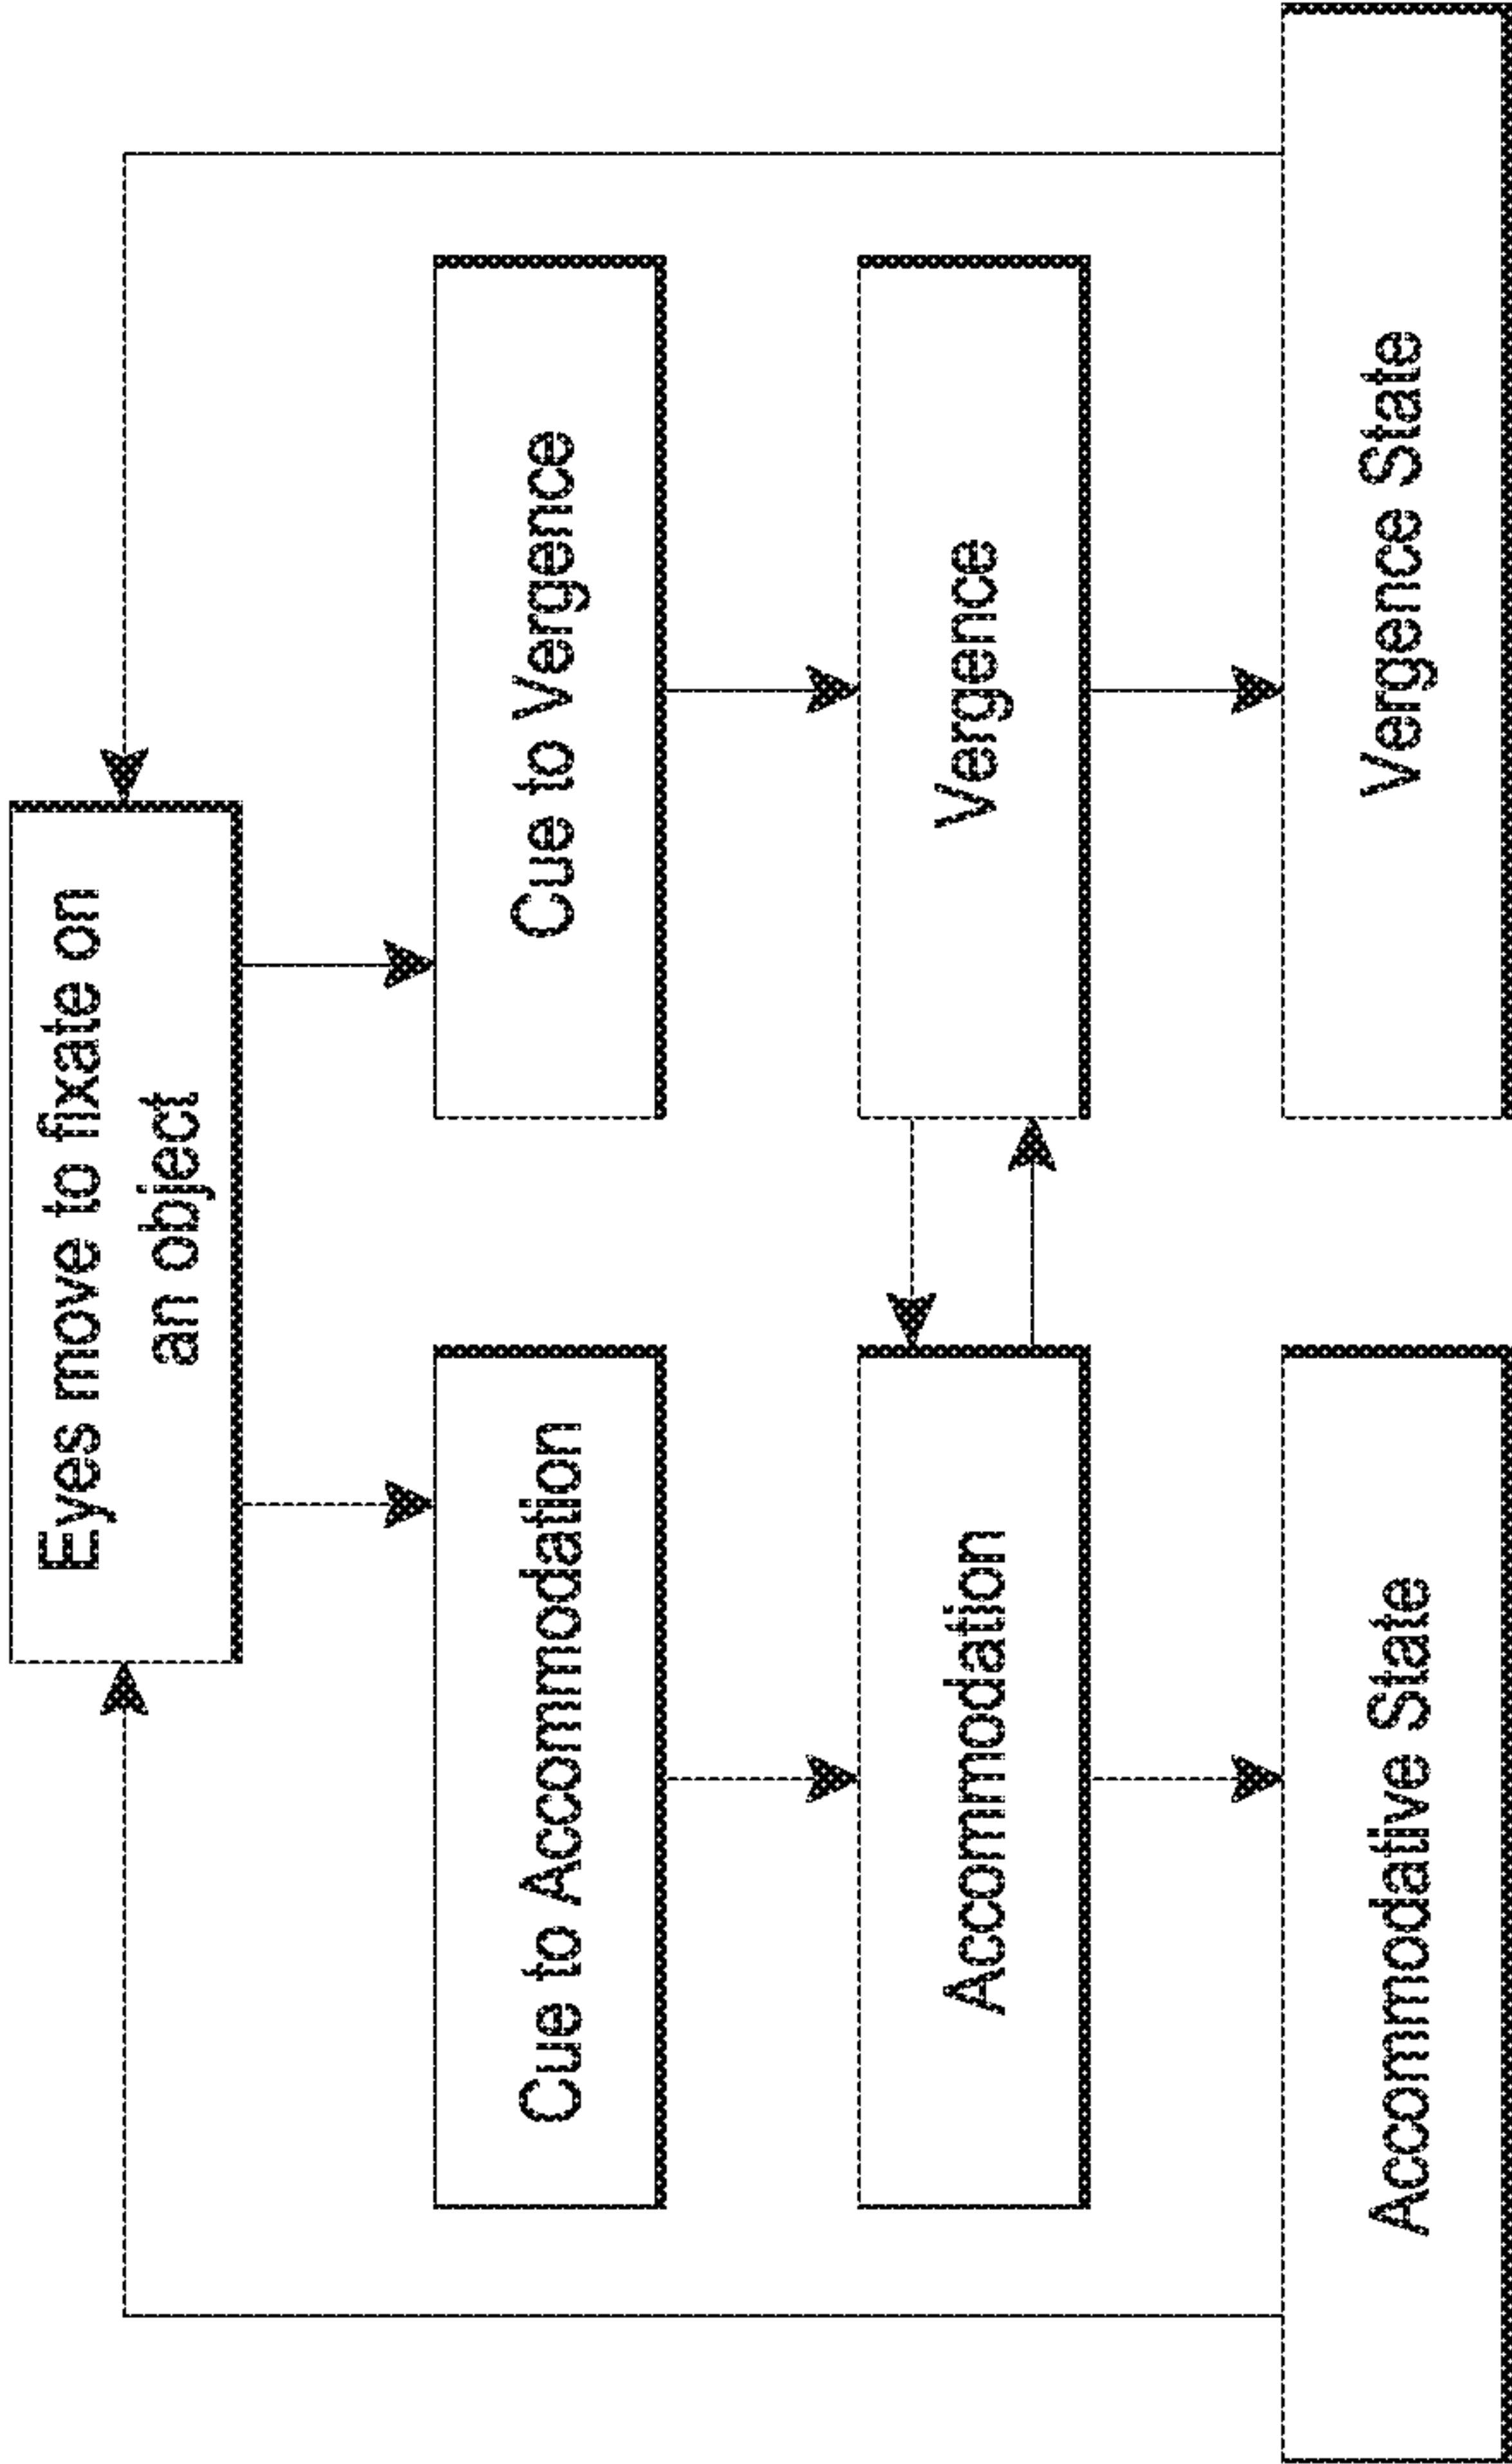 Eyes move to fixate on
an object
Cue to Accommodation
Cue to Vergence
Accommodation
Vergence
Accommodative State
Vergence State